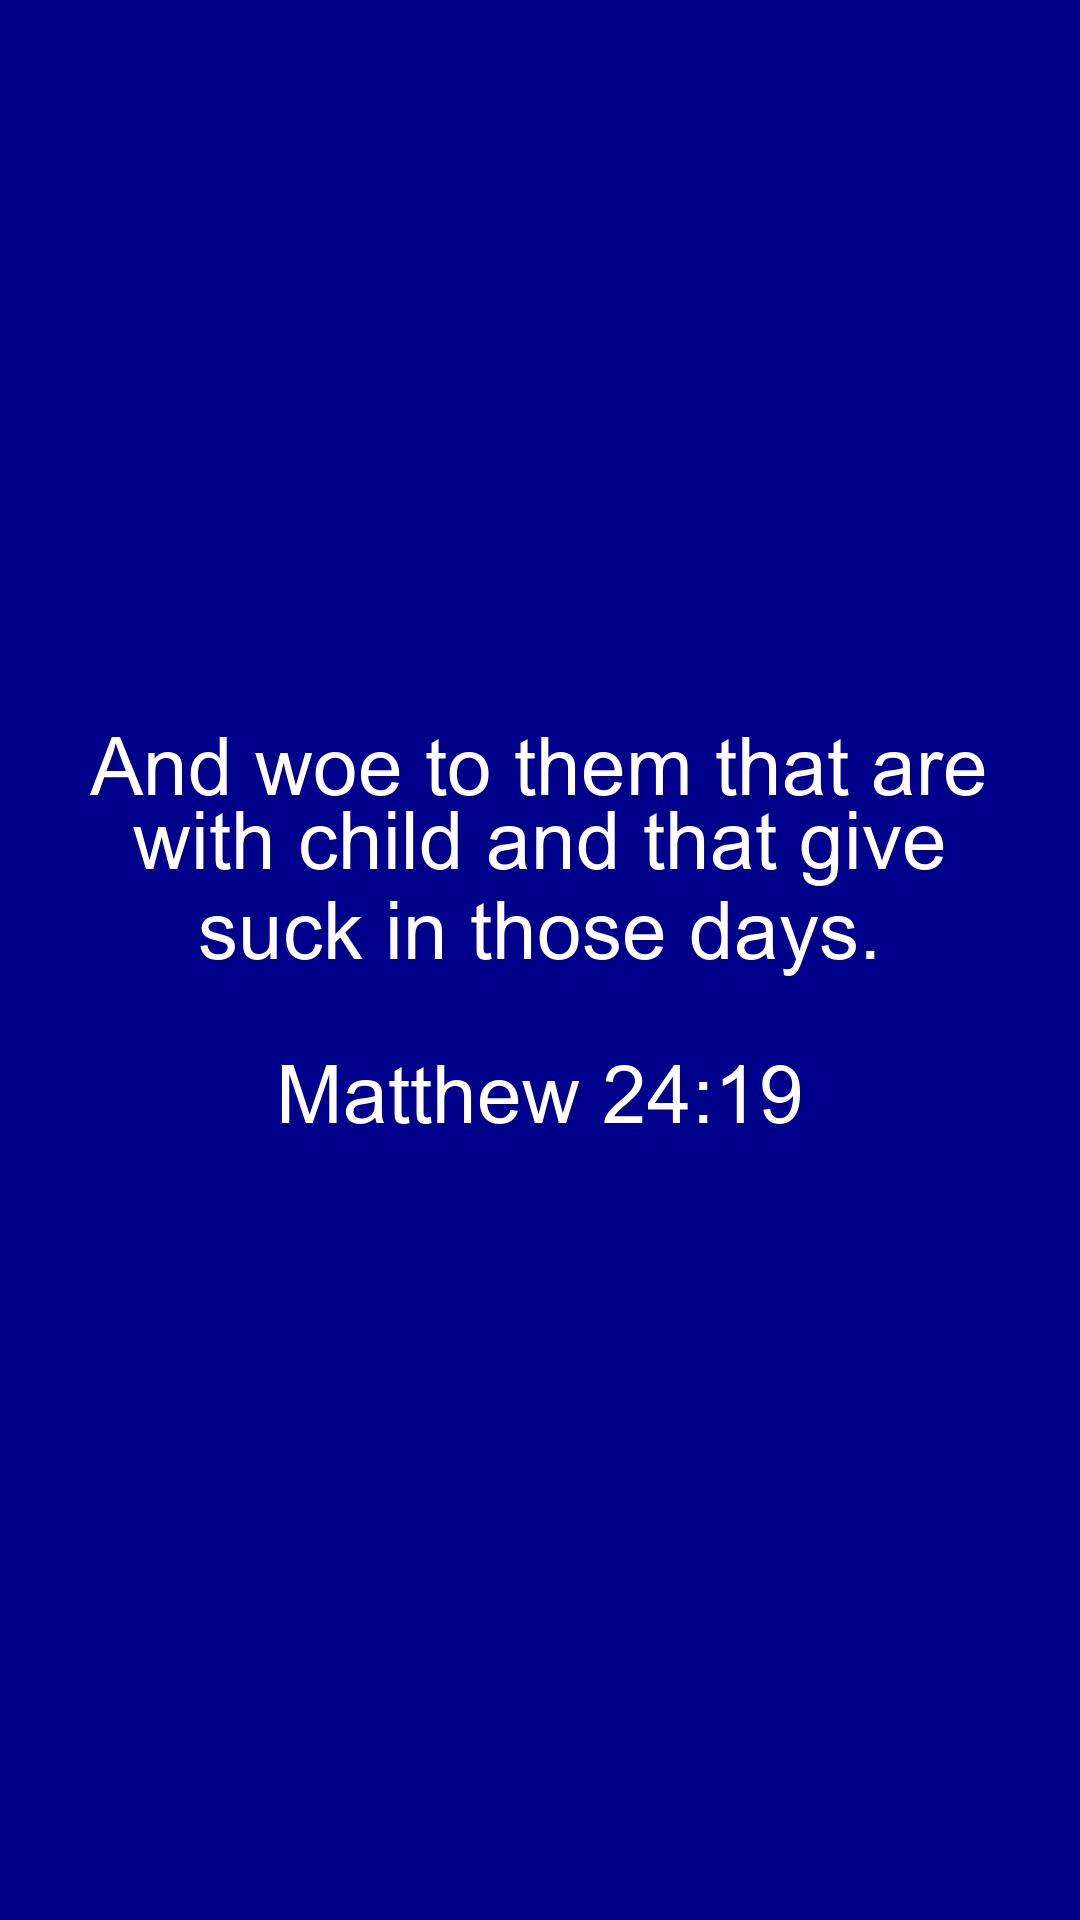 And woe to them that are
with child and that give
suck in those days.
Matthew 24:19